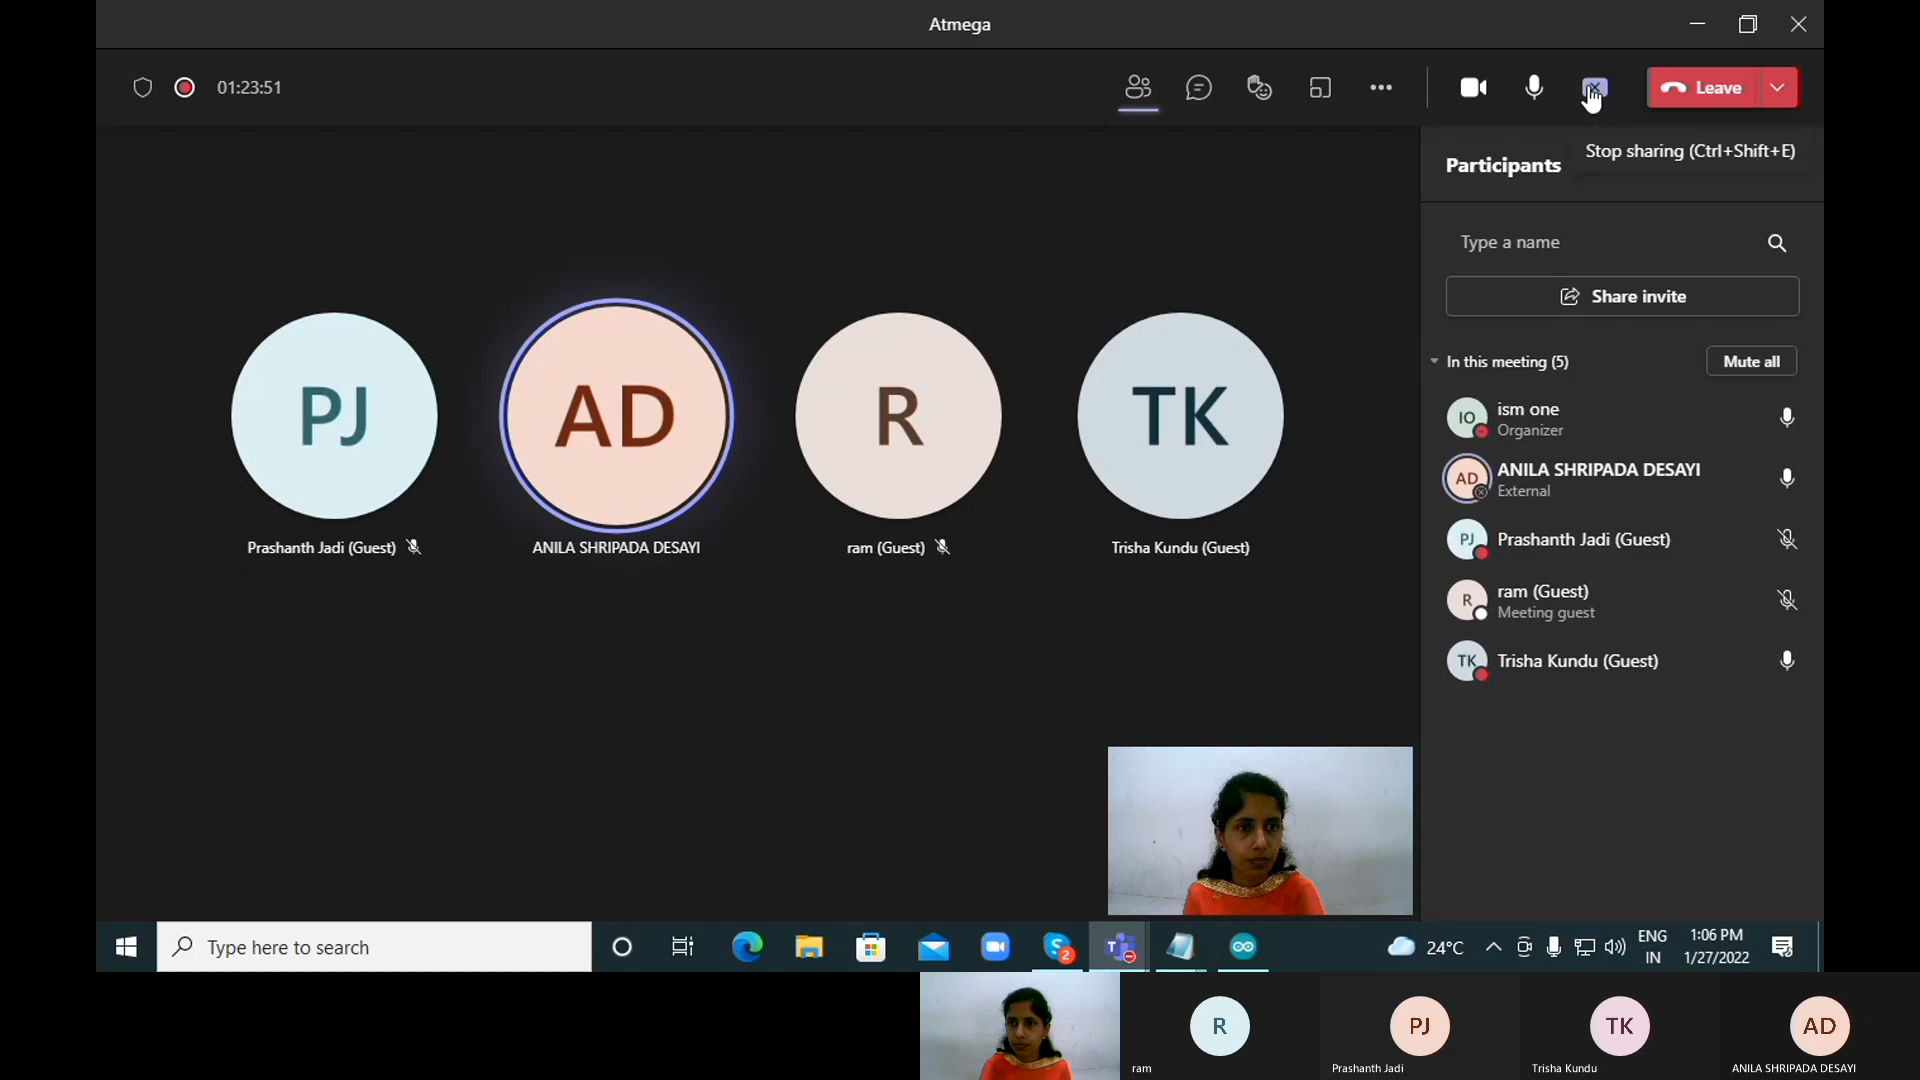 Atmega
01:23:51
Leave
Stop sharing (Ctrl+Shift+E)
Participants
Type a name
Share invite
In this meeting (5)
Mute all
IO
ism one
Organizer
AD
ANILA SHRIPADA DESAYI
External
PJ
Prashanth Jadi (Guest)
R
ram (Guest)
Meeting guest
TK
Trisha Kundu (Guest)
PJ
AD
R
TK
Prashanth Jadi (Guest)
ANILA SHRIPADA DESAYI
ram (Guest)
Trisha Kundu (Guest)
Type here to search
2
24°C
ENG
IN
1:06 PM
1/27/2022
R
PJ
TK
AD
ram
Prashanth Jadi
Trisha Kundu
ANILA SHRIPADA DESAYI